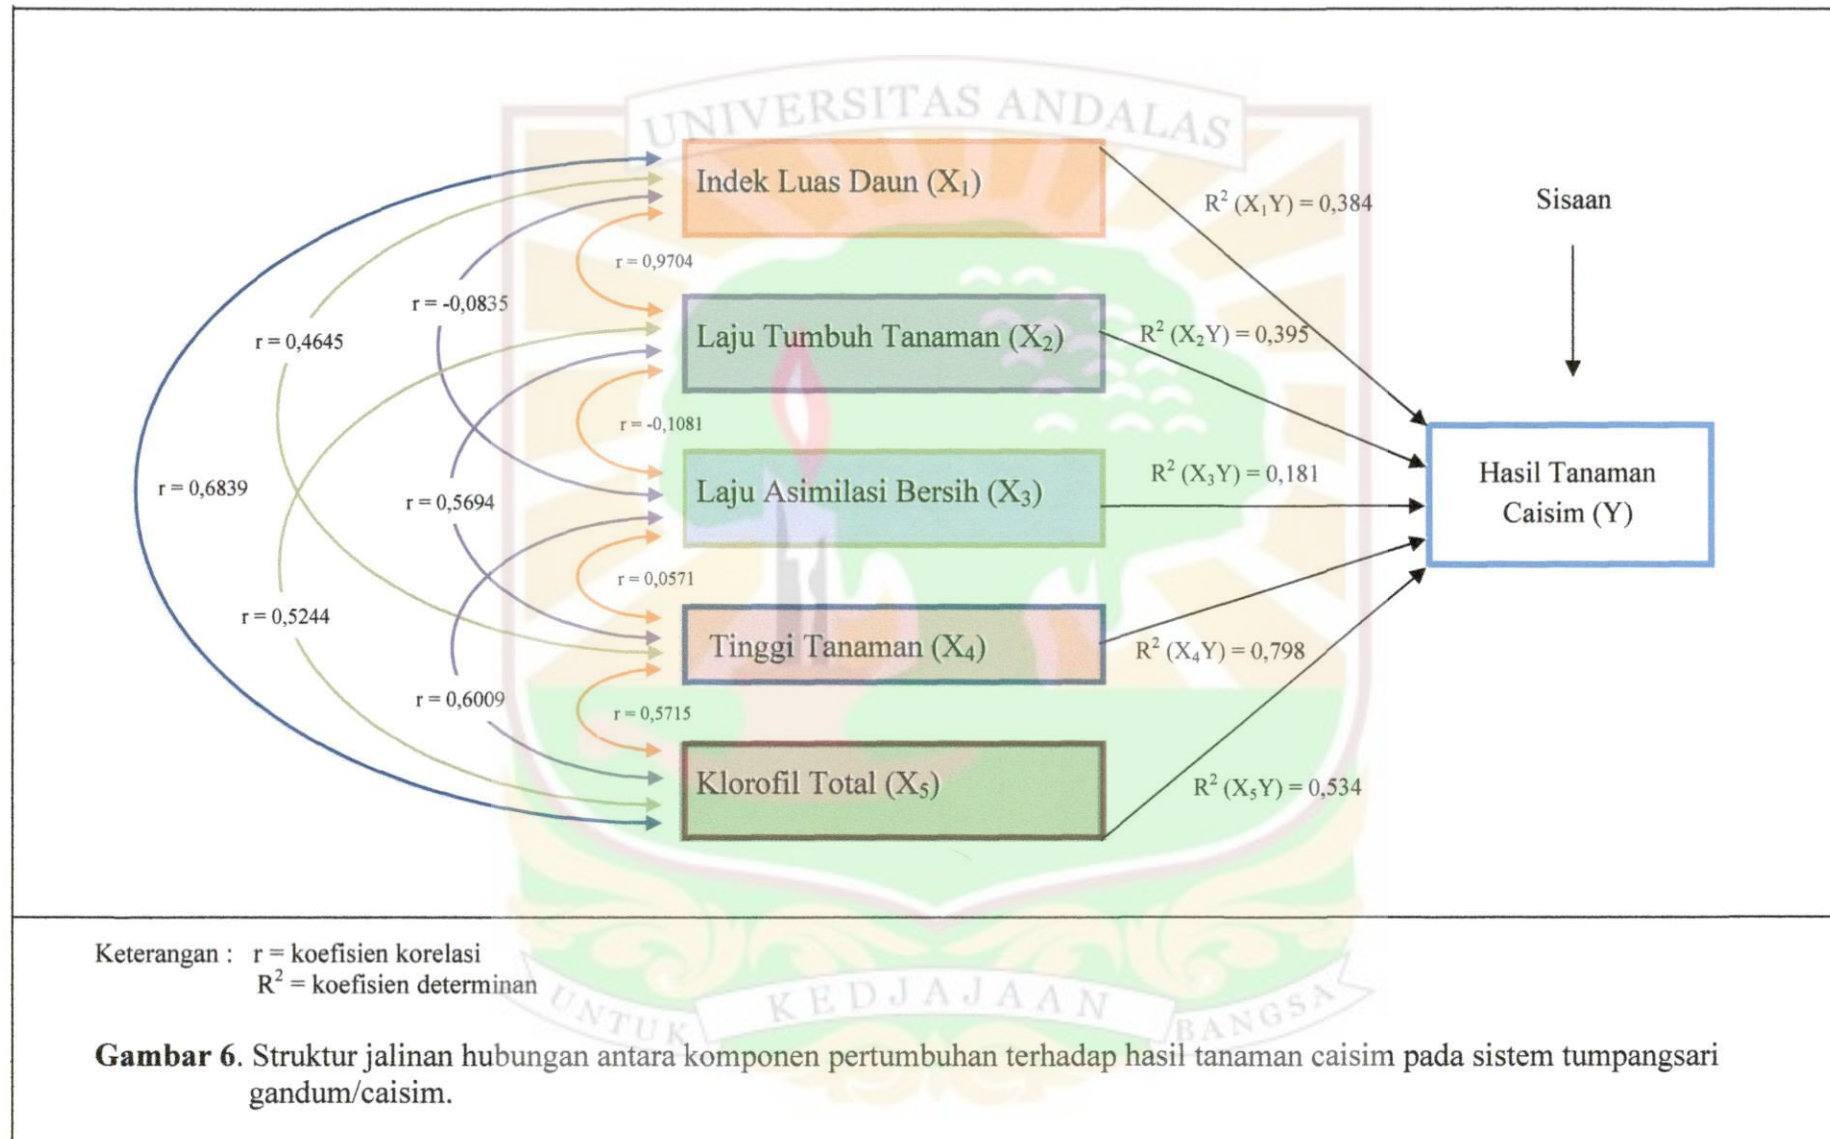 UNIVERSITAS ANDALAS
Indek Luas Daun (X₁)
R² (X₁Y) = 0,384
Sisaan
r = 0,9704
r = -0,0835
r = 0,4645
Laju Tumbuh Tanaman (X₂)
R² (X₂Y) = 0,395
r = -0,1081
Laju Asimilasi Bersih (X₃)
R² (X₃Y) = 0,181
Hasil Tanaman
Caisim (Y)
r = 0,6839
r = 0,5694
r = 0,0571
r = 0,5244
Tinggi Tanaman (X₄)
R² (X₄Y) = 0,798
r = 0,6009
r = 0,5715
Klorofil Total (X₅)
R² (X₅Y) = 0,534
Keterangan : r = koefisien korelasi
R² = koefisien determinan
UNTUK KEDJAJAAN BANGSA
Gambar 6. Struktur jalinan hubungan antara komponen pertumbuhan terhadap hasil tanaman caisim pada sistem tumpangsari
gandum/caisim.